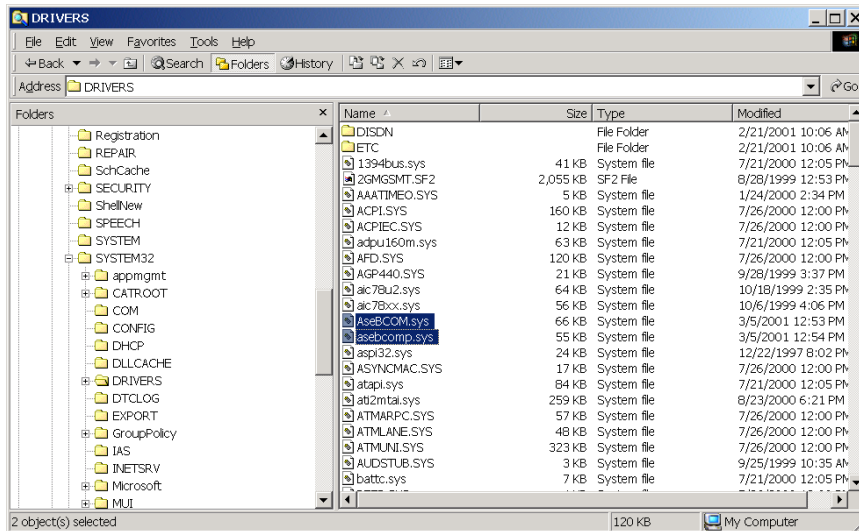 DRIVERS
File Edit View Favorites Tools Help
Back Search Folders History
Address DRIVERS Go
Folders
Registration
REPAIR
SchCache
SECURITY
ShellNew
SPEECH
SYSTEM
SYSTEM32
appmgmt
CATROOT
COM
CONFIG
DHCP
DLLCACHE
DRIVERS
DTCLOG
EXPORT
GroupPolicy
IAS
INETSRV
Microsoft
MUI
Name Size Type Modified
DISDN File Folder 2/21/2001 10:06 AM
ETC File Folder 2/21/2001 10:06 AM
1394bus.sys 41 KB System file 7/21/2000 12:05 PM
2GMGSMT.SF2 2,055 KB SF2 File 8/28/1999 12:53 PM
AAATIMEO.SYS 5 KB System file 1/24/2000 2:34 PM
ACPI.SYS 160 KB System file 7/26/2000 12:00 PM
ACPIEC.SYS 12 KB System file 7/26/2000 12:00 PM
adpu160m.sys 63 KB System file 7/21/2000 12:05 PM
AFD.SYS 120 KB System file 7/26/2000 12:00 PM
AGP440.SYS 21 KB System file 9/28/1999 3:37 PM
aic78u2.sys 64 KB System file 10/18/1999 2:35 PM
aic78xx.sys 56 KB System file 10/6/1999 4:06 PM
AseBCOM.sys 66 KB System file 3/5/2001 12:53 PM
asebcomp.sys 55 KB System file 3/5/2001 12:54 PM
aspi32.sys 24 KB System file 12/22/1997 8:02 PM
ASYNCMAC.SYS 17 KB System file 7/26/2000 12:00 PM
atapi.sys 84 KB System file 7/21/2000 12:05 PM
ati2mtai.sys 259 KB System file 8/23/2000 6:21 PM
ATMARPC.SYS 57 KB System file 7/26/2000 12:00 PM
ATMLANE.SYS 48 KB System file 7/26/2000 12:00 PM
ATMUNI.SYS 323 KB System file 7/26/2000 12:00 PM
AUDSTUB.SYS 3 KB System file 9/25/1999 10:35 AM
battc.sys 7 KB System file 7/21/2000 12:05 PM
2 object(s) selected 120 KB My Computer